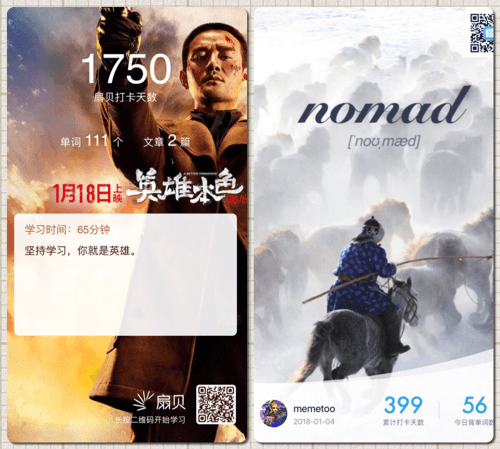 1750
扇贝打卡天数
单词 111 个 文章 2 篇
A BETTER TOMORROW
1月18日上映 英雄本色
学习时间：65分钟
坚持学习，你就是英雄。
扇贝
长按二维码开始学习
nomad
['noʊˌmæd]
memetoo
2018-01-04
399
累计打卡天数
56
今日背单词数